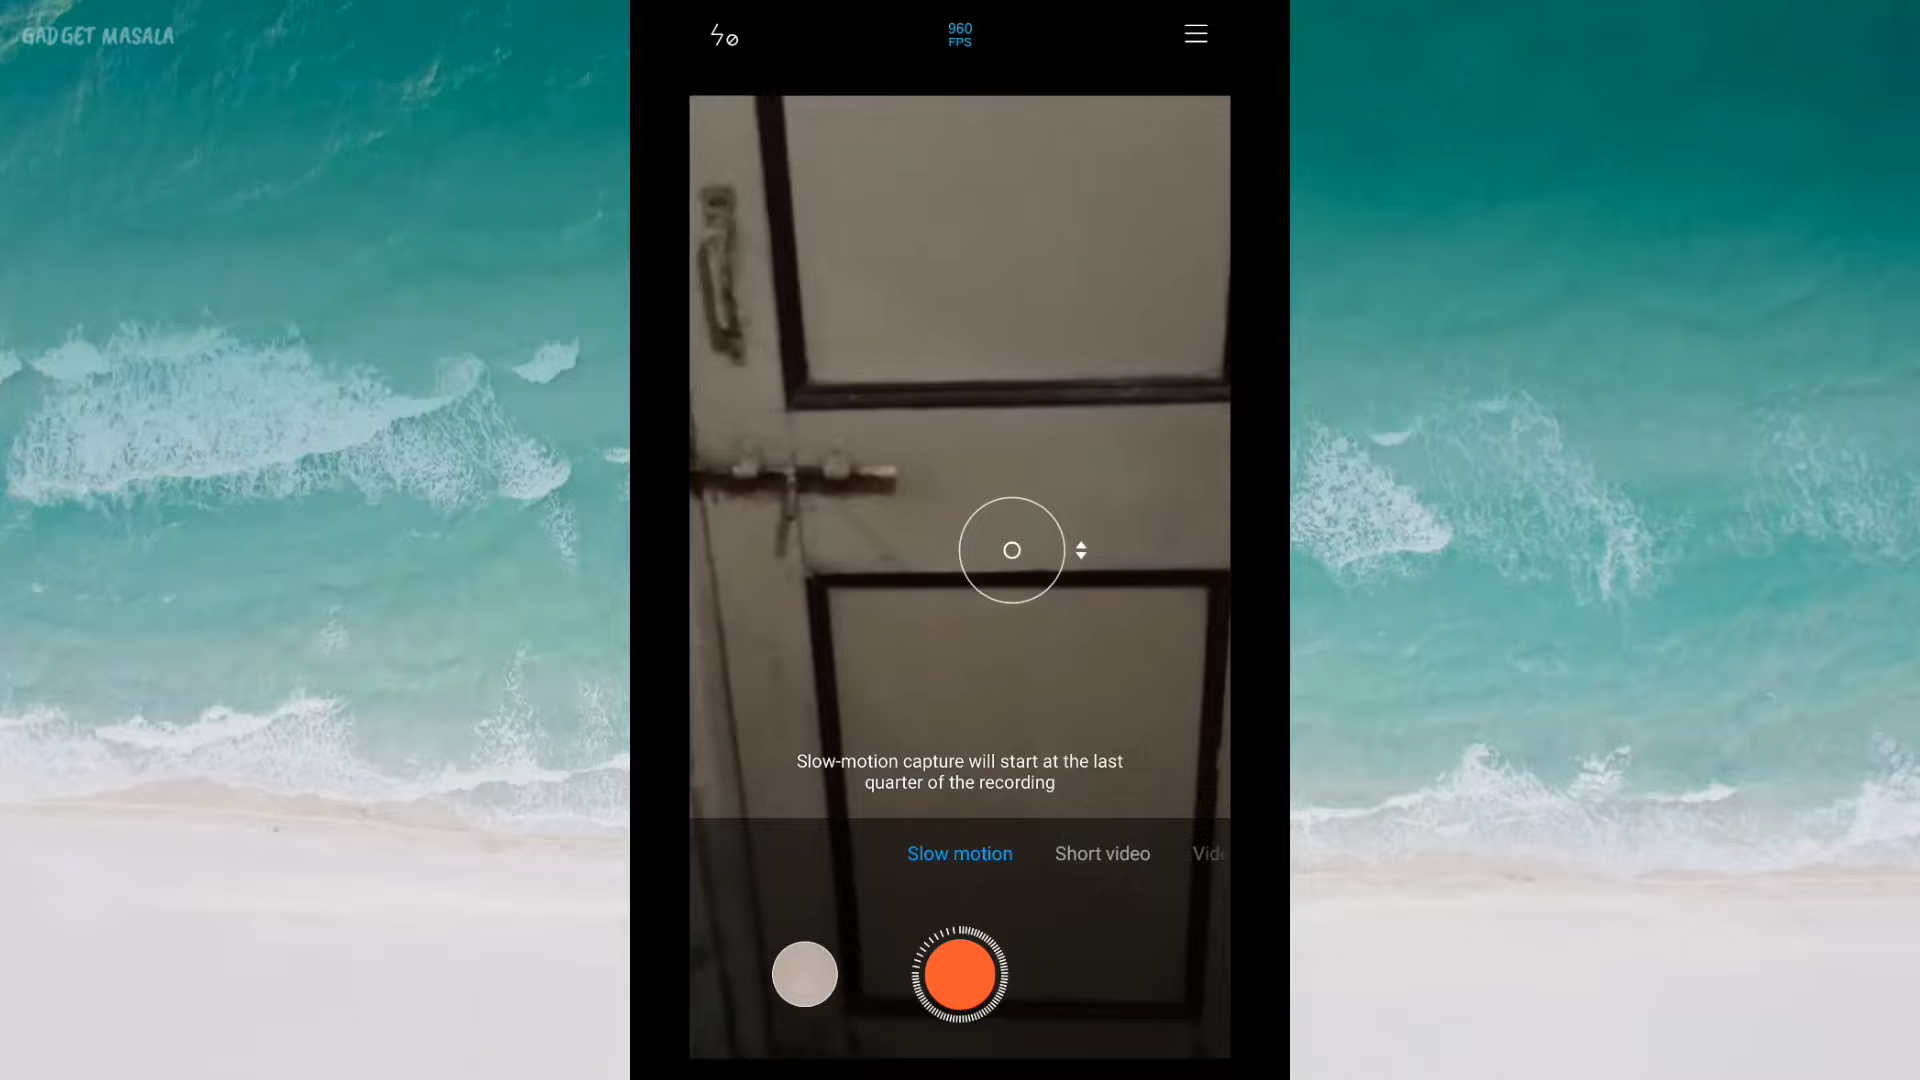 GADGET MASALA
960
FPS
Slow-motion capture will start at the last
quarter of the recording
Slow motion Short video